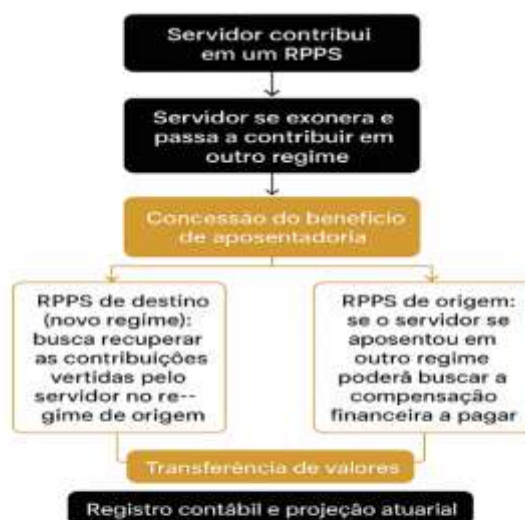 Servidor contribui
em um RPPS
Servidor se exonera e
passa a contribuir em
outro regime
Concessão do benefício
de aposentadoria
RPPS de destino
(novo regime):
busca recuperar
as contribuições
vertidas pelo
servidor no re--
gime de origem
RPPS de origem:
se o servidor se
aposentou em
outro regime
poderá buscar a
compensação
financeira a pagar
Transferência de valores
Registro contábil e projeção atuarial